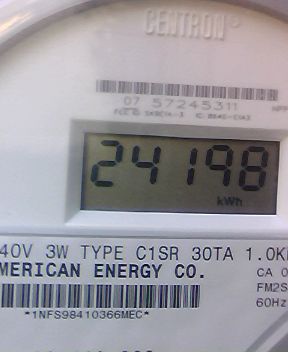 CENTRON®
07 57245311
24198
kWh
40V 3W TYPE C1SR 30TA 1.0K
MERICAN ENERGY CO.
CA 0
FM2S
60Hz
*1NFS98410366MEC*